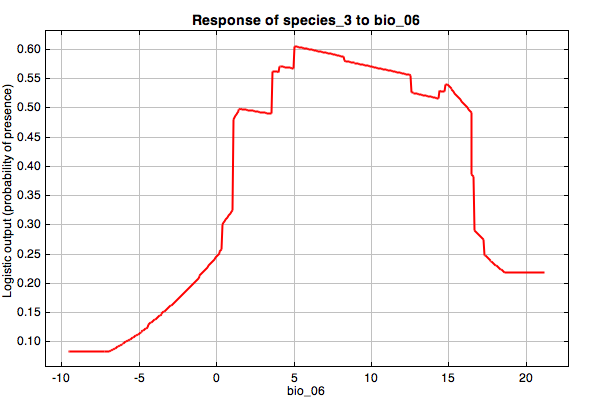 Response of species_3 to bio_06
Logistic output (probability of presence)
0.60
0.55
0.50
0.45
0.40
0.35
0.30
0.25
0.20
0.15
0.10
-10 -5 0 5 10 15 20
bio_06